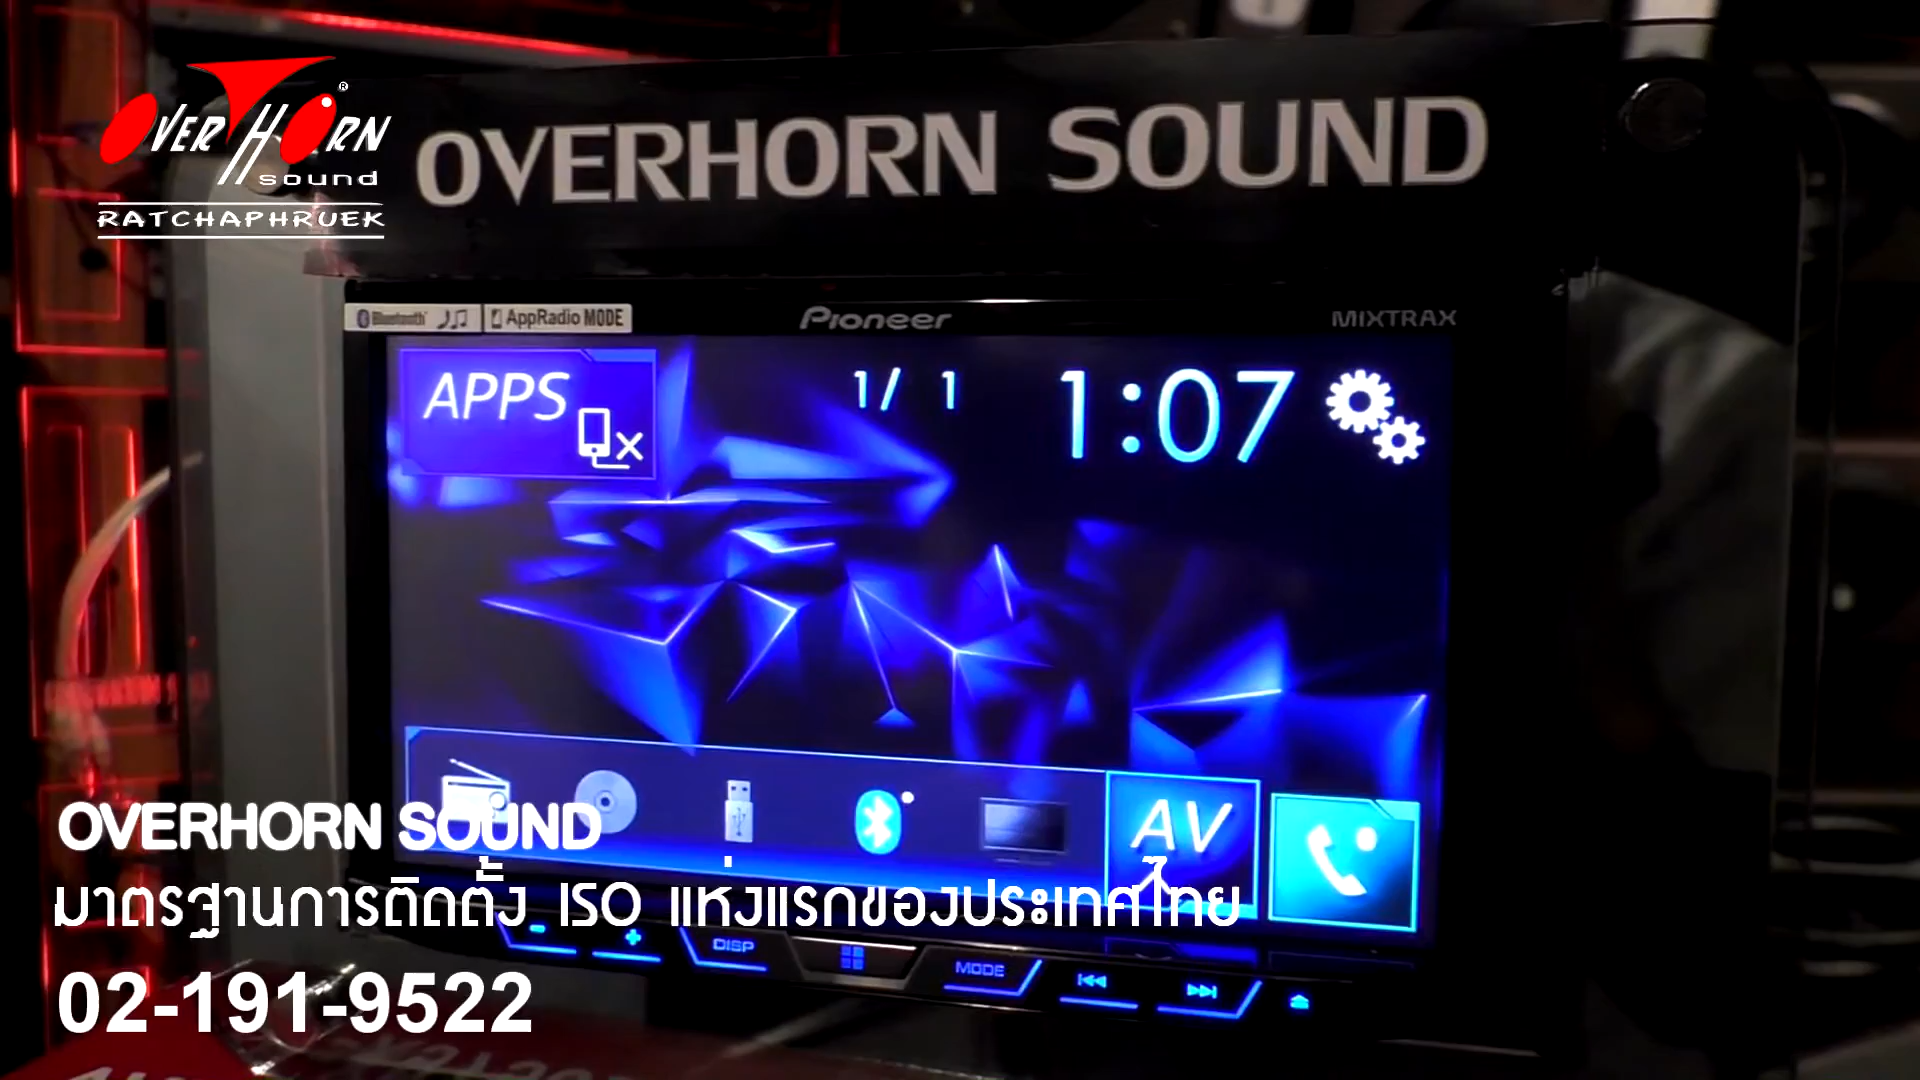 OVERHORN®
sound
RATCHAPHRUEK
OVERHORN SOUND
Bluetooth
AppRadio MODE
Pioneer
MIXTRAX
APPS
1/ 1
1:07
AV
OVERHORN SOUND
มาตรฐานการติดตั้ง ISO แห่งแรกของประเทศไทย
DISP
MODE
02-191-9522